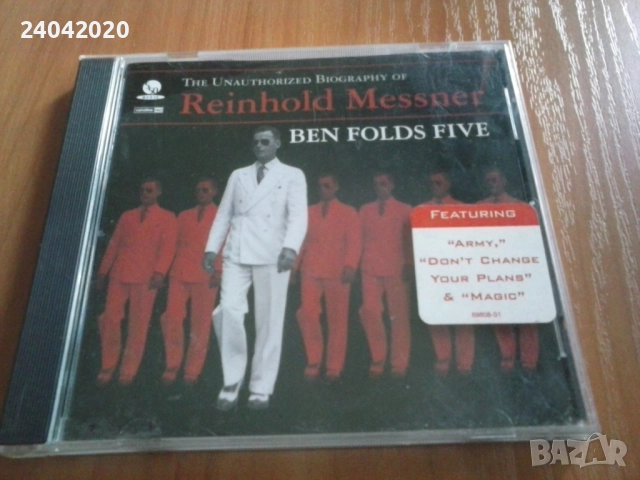 24042020
The Unauthorized Biography of
Reinhold Messner
BEN FOLDS FIVE
Featuring
"Army,"
"Don't Change
Your Plans"
& "Magic"
BAZAR